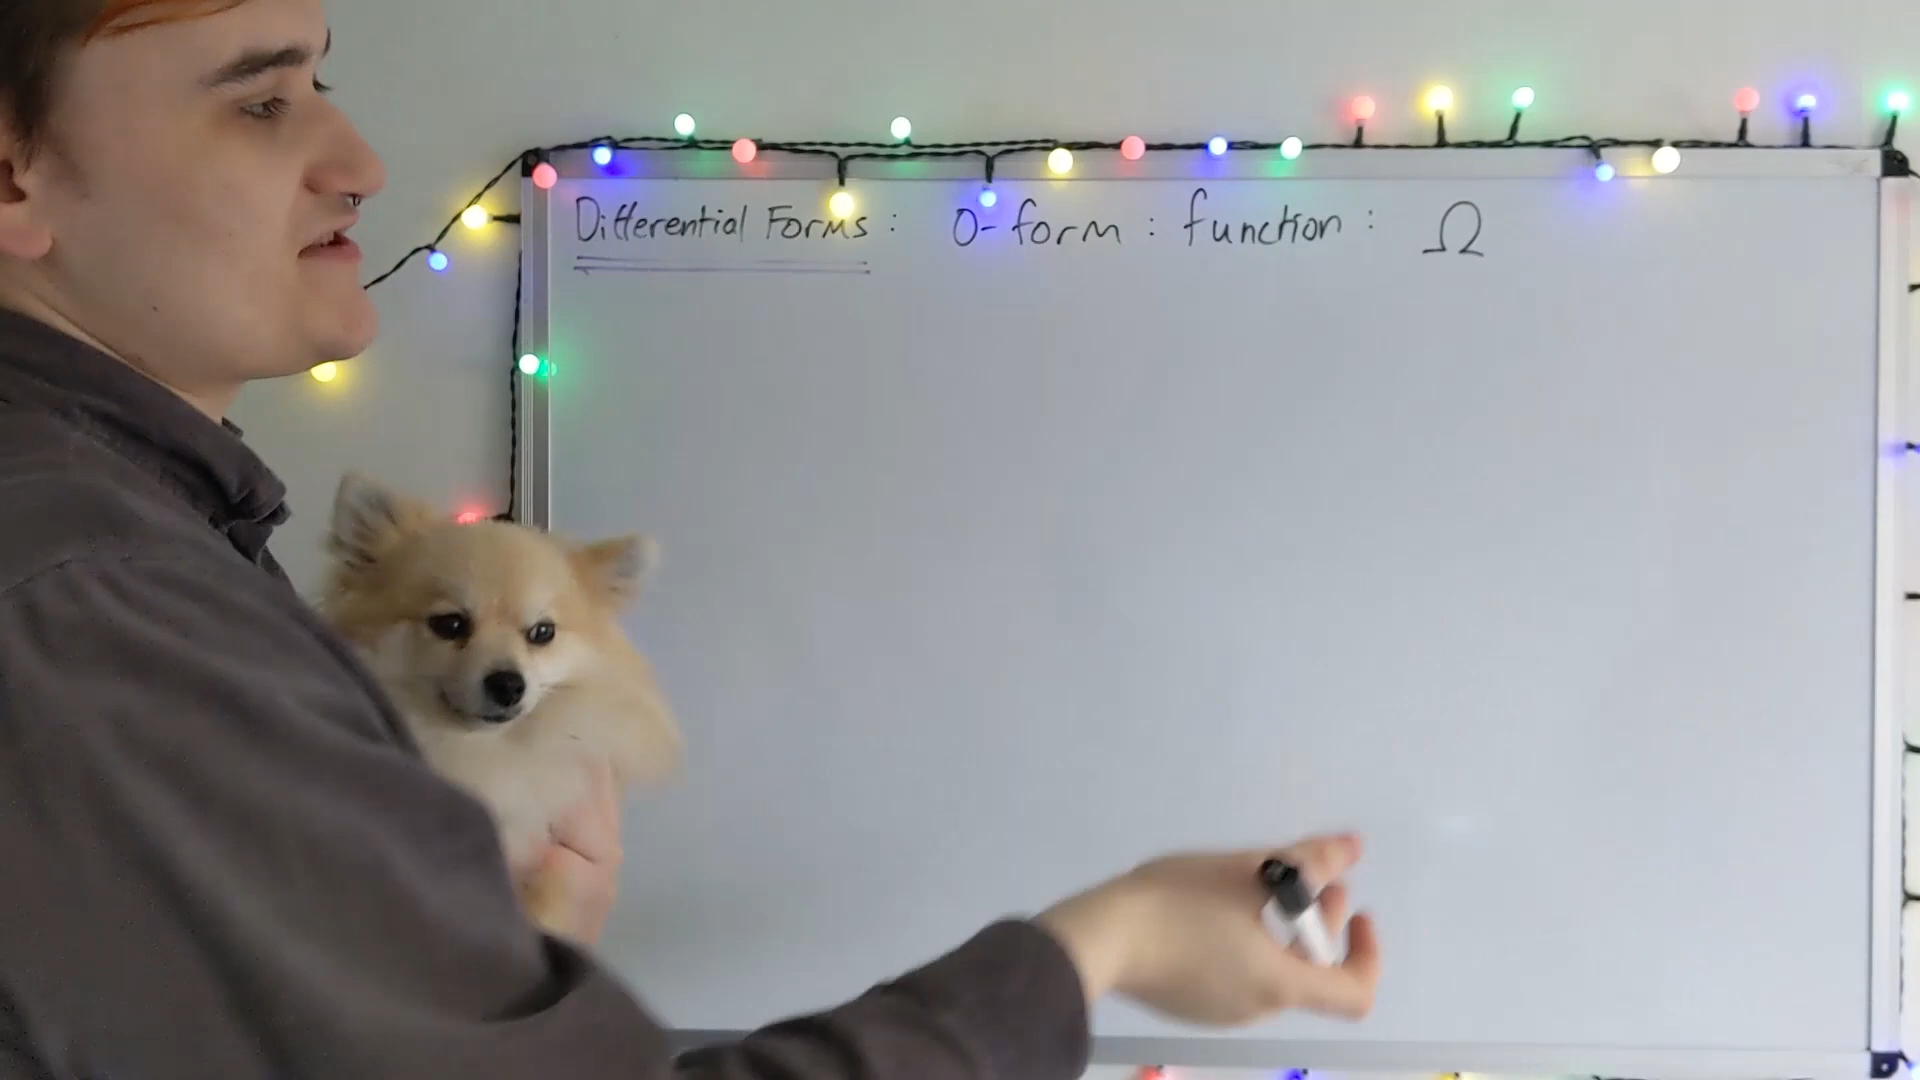 Differential Forms : 0-form : function : Ω